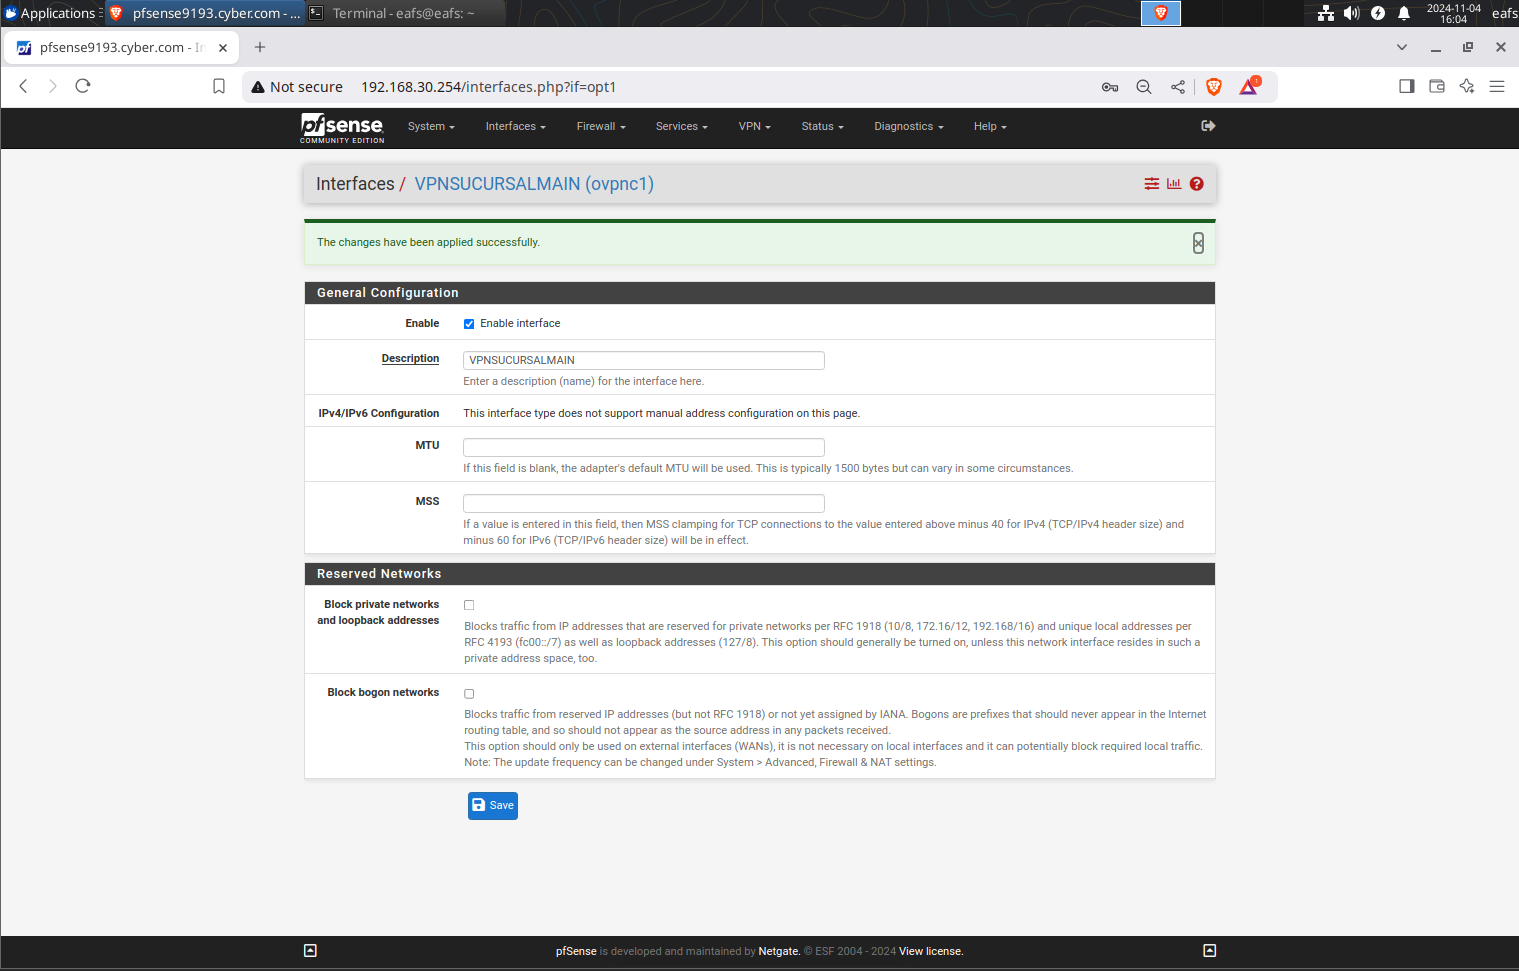 Applications
pfsense9193.cyber.com - ...
Terminal - eafs@eafs: ~
2024-11-04
16:04
eafs
pfsense9193.cyber.com - In
Not secure
192.168.30.254/interfaces.php?if=opt1
1
pfsense
COMMUNITY EDITION
System
Interfaces
Firewall
Services
VPN
Status
Diagnostics
Help
Interfaces / VPNSUCURSALMAIN (ovpnc1)
The changes have been applied successfully.
General Configuration
Enable
Enable interface
Description
VPNSUCURSALMAIN
Enter a description (name) for the interface here.
IPv4/IPv6 Configuration
This interface type does not support manual address configuration on this page.
MTU
If this field is blank, the adapter's default MTU will be used. This is typically 1500 bytes but can vary in some circumstances.
MSS
If a value is entered in this field, then MSS clamping for TCP connections to the value entered above minus 40 for IPv4 (TCP/IPv4 header size) and
minus 60 for IPv6 (TCP/IPv6 header size) will be in effect.
Reserved Networks
Block private networks
and loopback addresses
Blocks traffic from IP addresses that are reserved for private networks per RFC 1918 (10/8, 172.16/12, 192.168/16) and unique local addresses per
RFC 4193 (fc00::/7) as well as loopback addresses (127/8). This option should generally be turned on, unless this network interface resides in such a
private address space, too.
Block bogon networks
Blocks traffic from reserved IP addresses (but not RFC 1918) or not yet assigned by IANA. Bogons are prefixes that should never appear in the Internet
routing table, and so should not appear as the source address in any packets received.
This option should only be used on external interfaces (WANs), it is not necessary on local interfaces and it can potentially block required local traffic.
Note: The update frequency can be changed under System > Advanced, Firewall & NAT settings.
Save
pfSense is developed and maintained by Netgate. © ESF 2004 - 2024 View license.